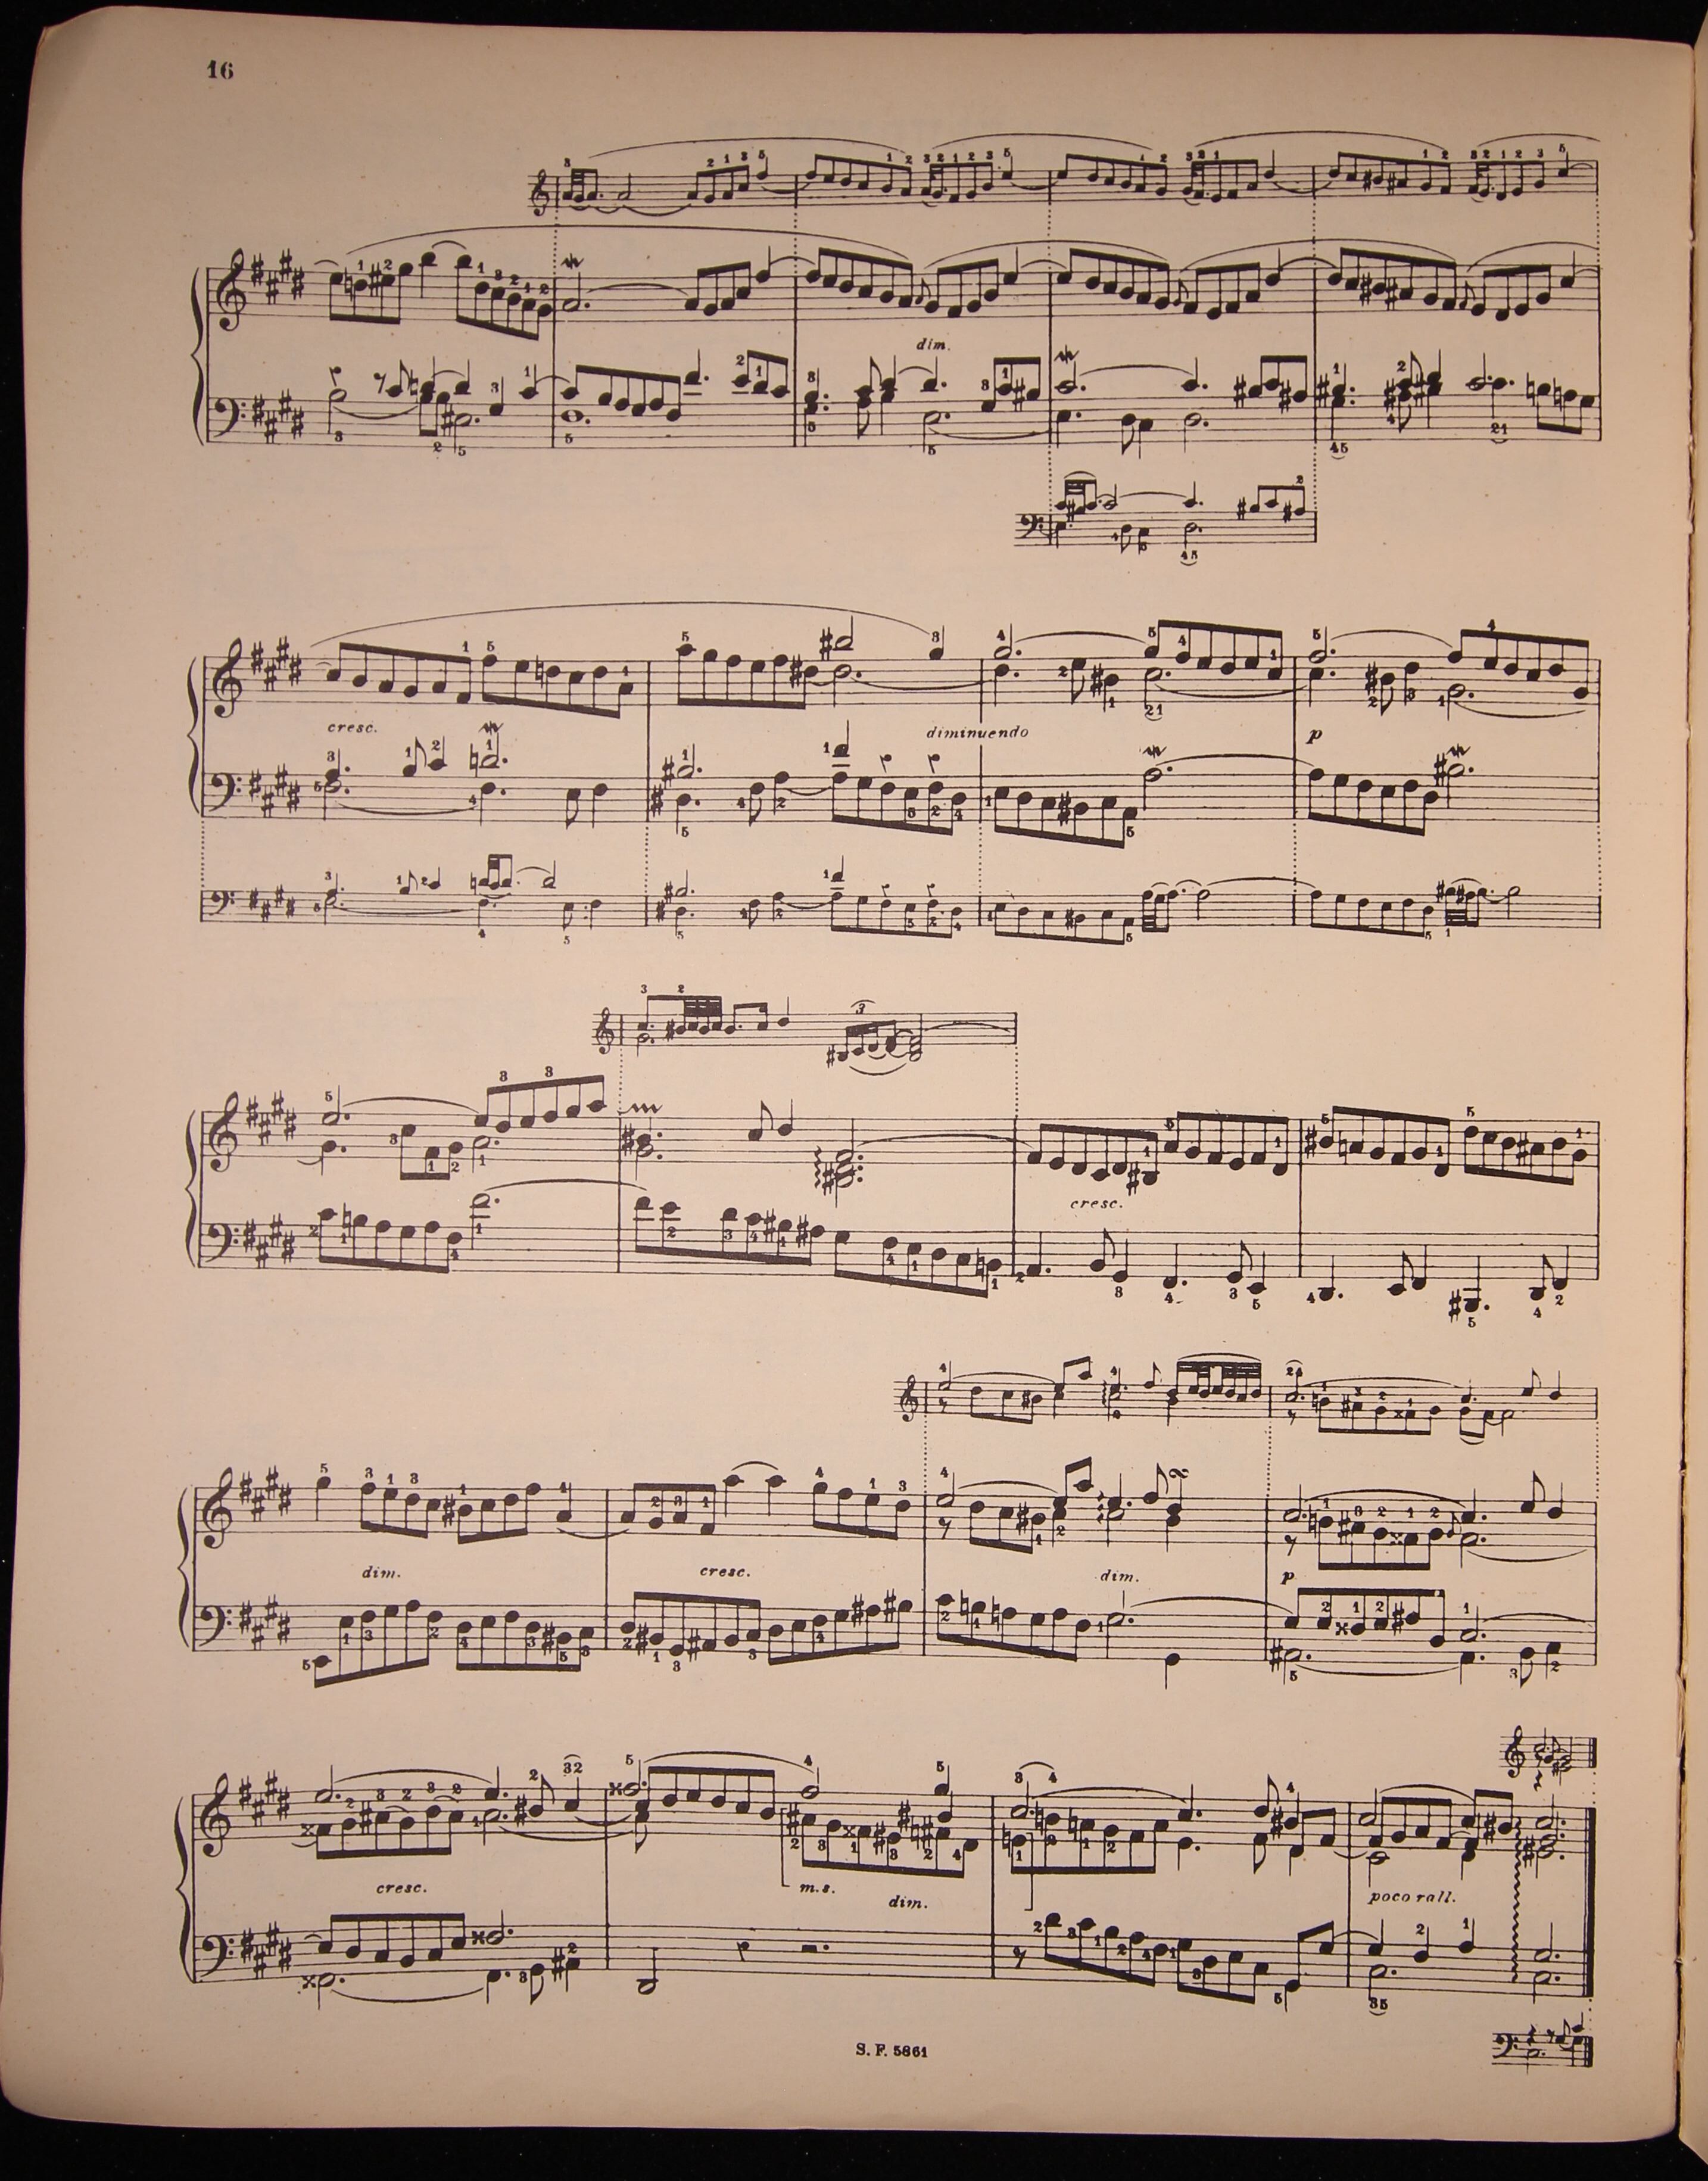 16
dim.
cresc.
diminuendo
p
cresc.
dim.
cresc.
dim.
p
cresc.
m.s.
dim.
poco rall.
S. F. 5861